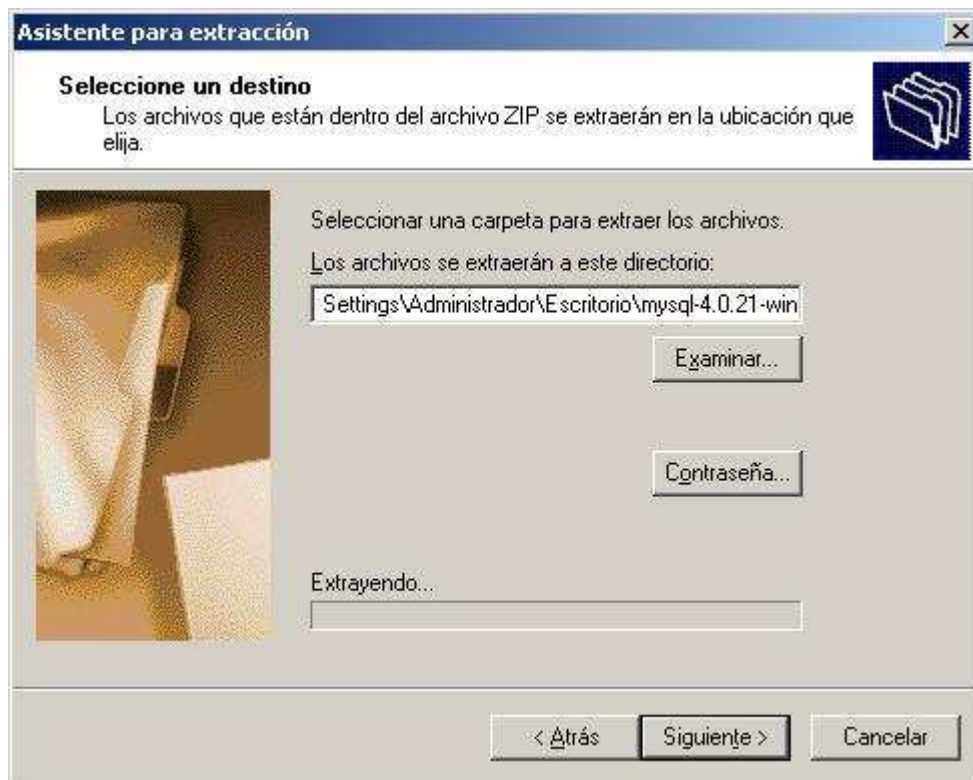 Asistente para extracción
Seleccione un destino
Los archivos que están dentro del archivo ZIP se extraerán en la ubicación que
elija.
Seleccionar una carpeta para extraer los archivos.
Los archivos se extraerán a este directorio:
Settings\Administrador\Escritorio\mysql-4.0.21-win
Examinar...
Contraseña...
Extrayendo...
< Atrás Siguiente > Cancelar